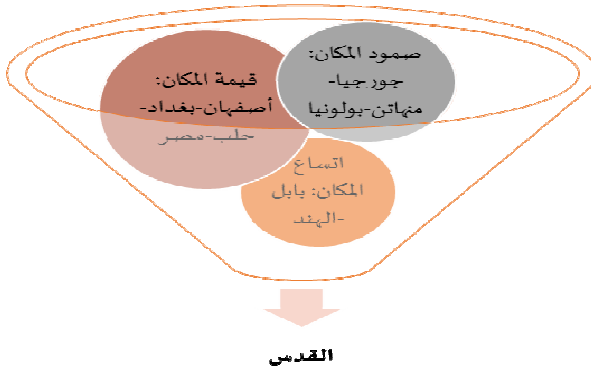 صمود المكان:
جورجيا-
منهاتن-بولونيا
قيمة المكان:
أصفهان-بغداد-
حلب-مصر
اتساع
المكان: بابل
-الهند
القدس